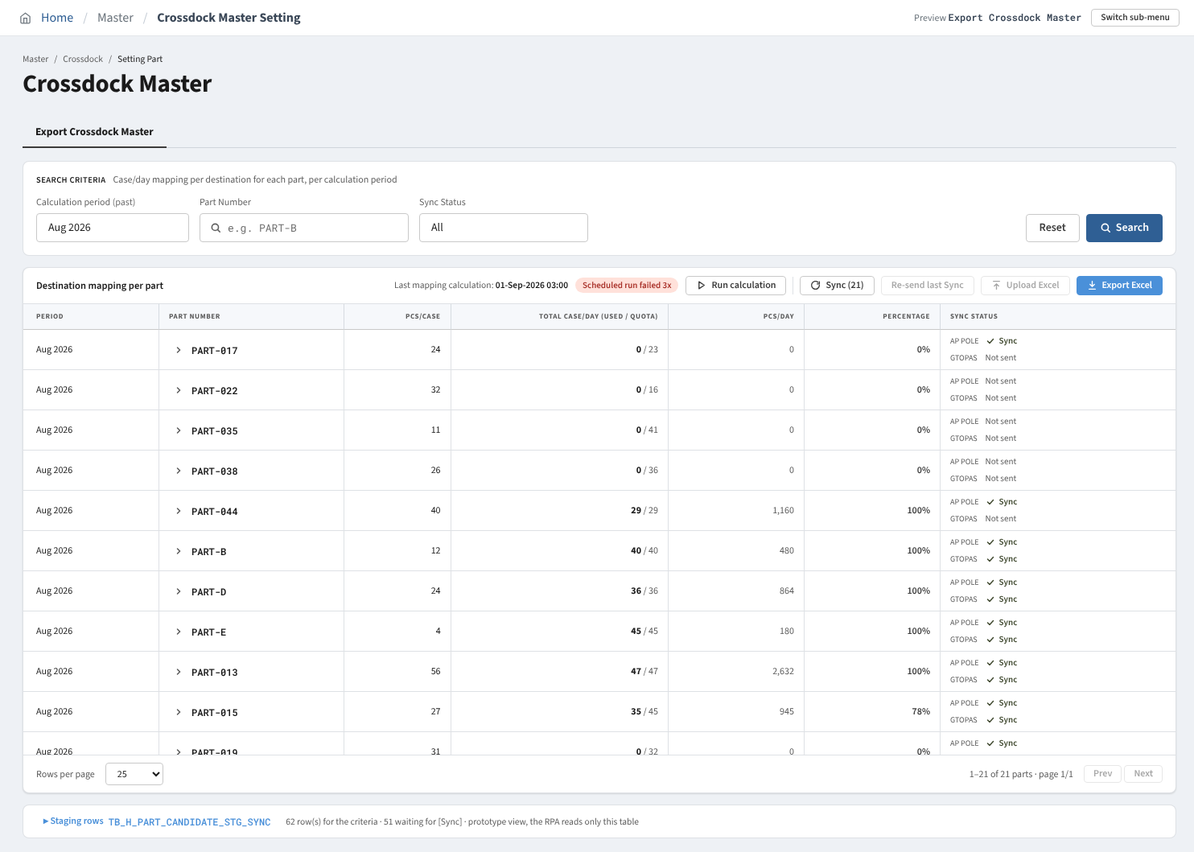 Home / Master / Crossdock Master Setting
Preview Export Crossdock Master Switch sub-menu
Master / Crossdock / Setting Part
Crossdock Master
Export Crossdock Master
SEARCH CRITERIA Case/day mapping per destination for each part, per calculation period
Calculation period (past) Part Number Sync Status
Aug 2026 e.g. PART-B All Reset Search
Destination mapping per part Last mapping calculation: 01-Sep-2026 03:00 Scheduled run failed 3x Run calculation Sync (21) Re-send last Sync Upload Excel Export Excel
PERIOD PART NUMBER PCS/CASE TOTAL CASE/DAY (USED / QUOTA) PCS/DAY PERCENTAGE SYNC STATUS
Aug 2026 PART-017 24 0 / 23 0 0% AP POLE Sync
GTOPAS Not sent
Aug 2026 PART-022 32 0 / 16 0 0% AP POLE Not sent
GTOPAS Not sent
Aug 2026 PART-035 11 0 / 41 0 0% AP POLE Not sent
GTOPAS Not sent
Aug 2026 PART-038 26 0 / 36 0 0% AP POLE Not sent
GTOPAS Not sent
Aug 2026 PART-044 40 29 / 29 1,160 100% AP POLE Sync
GTOPAS Not sent
Aug 2026 PART-B 12 40 / 40 480 100% AP POLE Sync
GTOPAS Sync
Aug 2026 PART-D 24 36 / 36 864 100% AP POLE Sync
GTOPAS Sync
Aug 2026 PART-E 4 45 / 45 180 100% AP POLE Sync
GTOPAS Sync
Aug 2026 PART-013 56 47 / 47 2,632 100% AP POLE Sync
GTOPAS Sync
Aug 2026 PART-015 27 35 / 45 945 78% AP POLE Sync
GTOPAS Sync
Aug 2026 PART-019 31 0 / 32 0 0% AP POLE Sync
Rows per page 25 1–21 of 21 parts · page 1/1 Prev Next
▸ Staging rows TB_H_PART_CANDIDATE_STG_SYNC 62 row(s) for the criteria · 51 waiting for [Sync] · prototype view, the RPA reads only this table